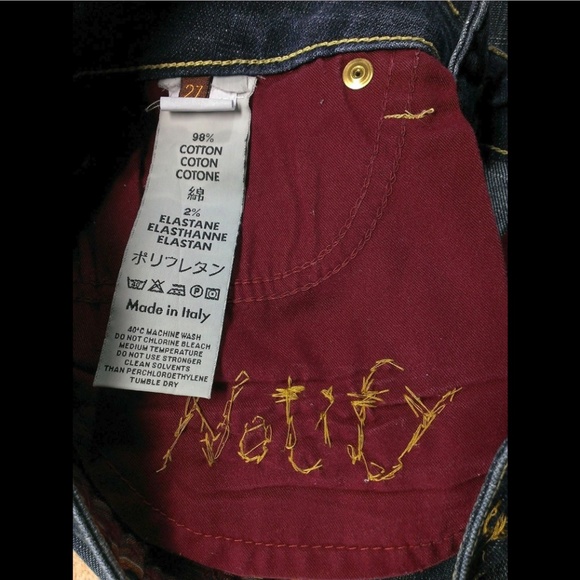 27
98%
COTTON
COTON
COTONE
綿
2%
ELASTANE
ELASTHANNE
ELASTAN
ポリウレタン
Made in Italy
40°C MACHINE WASH
DO NOT CHLORINE BLEACH
MEDIUM TEMPERATURE
DO NOT USE STRONGER
CLEAN SOLVENTS
THAN PERCHLOROETHYLENE
TUMBLE DRY
Notify